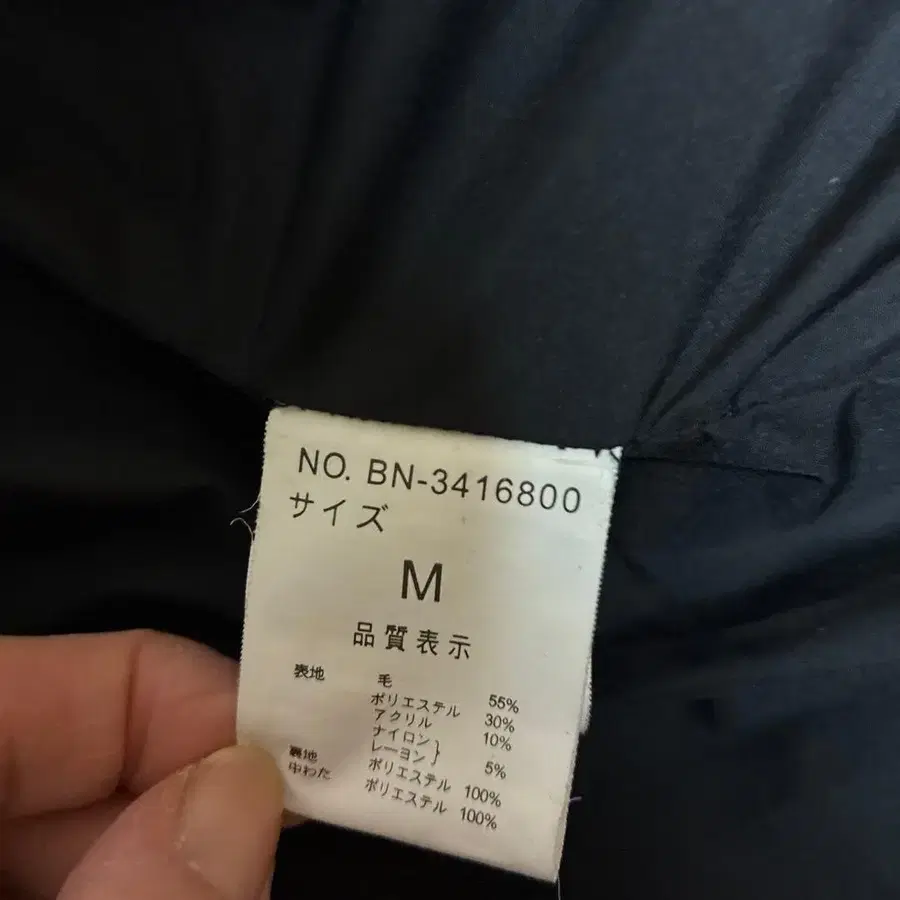 NO. BN-3416800
サイズ
M
品質表示
表地 毛 55%
ポリエステル 30%
アクリル 10%
ナイロン}
レーヨン} 5%
裏地 ポリエステル 100%
中わた ポリエステル 100%